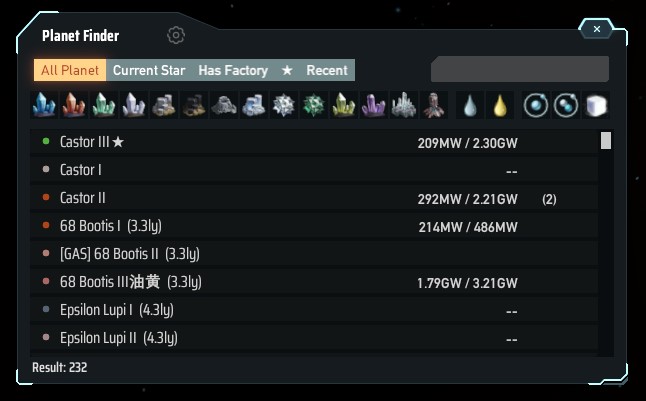 Planet Finder
All Planet Current Star Has Factory ★ Recent
Castor III★ 209MW / 2.30GW
Castor I --
Castor II 292MW / 2.21GW (2)
68 Bootis I (3.3ly) 214MW / 486MW
[GAS] 68 Bootis II (3.3ly)
68 Bootis III油黄 (3.3ly) 1.79GW / 3.21GW
Epsilon Lupi I (4.3ly) --
Epsilon Lupi II (4.3ly) --
Result: 232